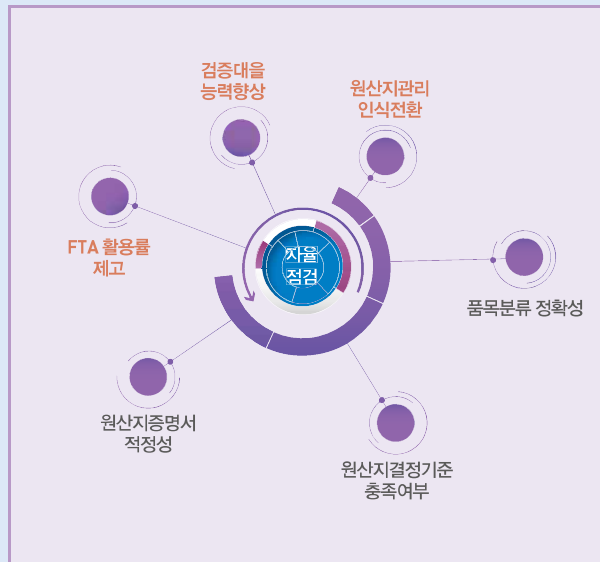 검증대을
능력향상
원산지관리
인식전환
FTA 활용률
제고
자율
점검
품목분류 정확성
원산지증명서
적정성
원산지결정기준
충족여부